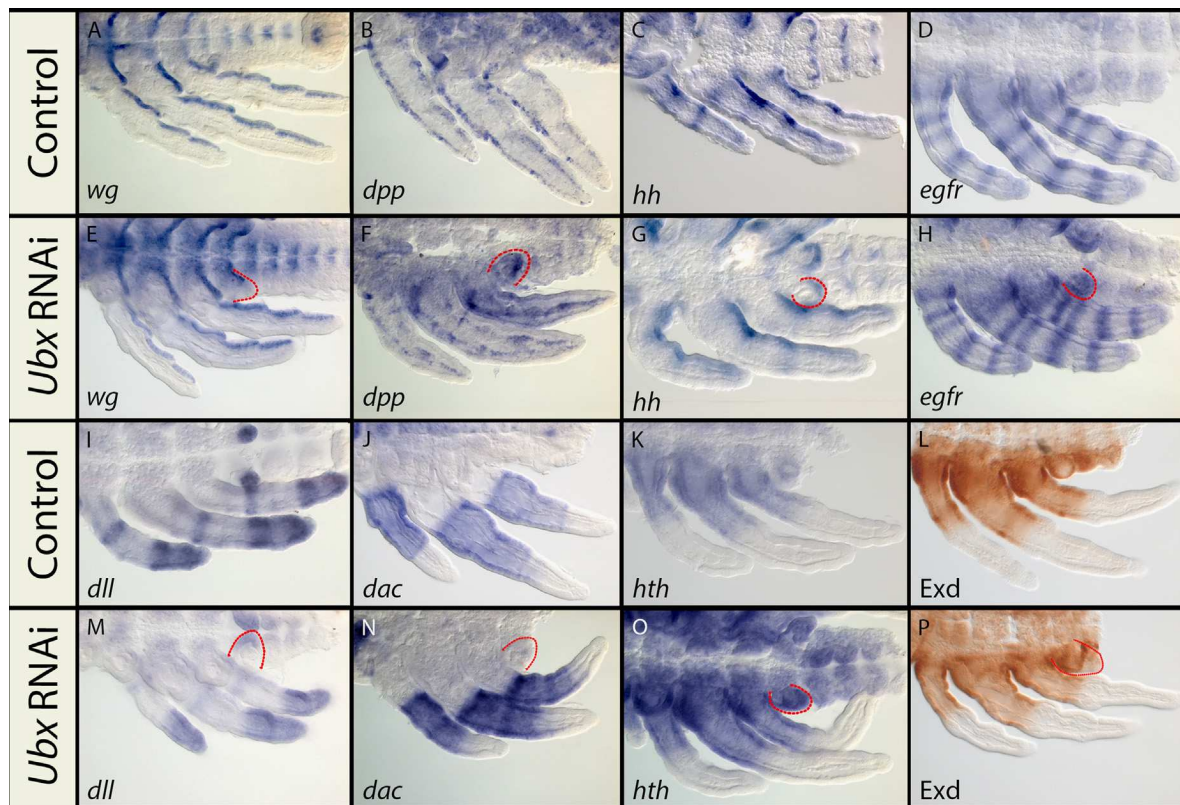 Control
A
wg
B
dpp
C
hh
D
egfr
Ubx RNAi
E
wg
F
dpp
G
hh
H
egfr
Control
I
dll
J
dac
K
hth
L
Exd
Ubx RNAi
M
dll
N
dac
O
hth
P
Exd